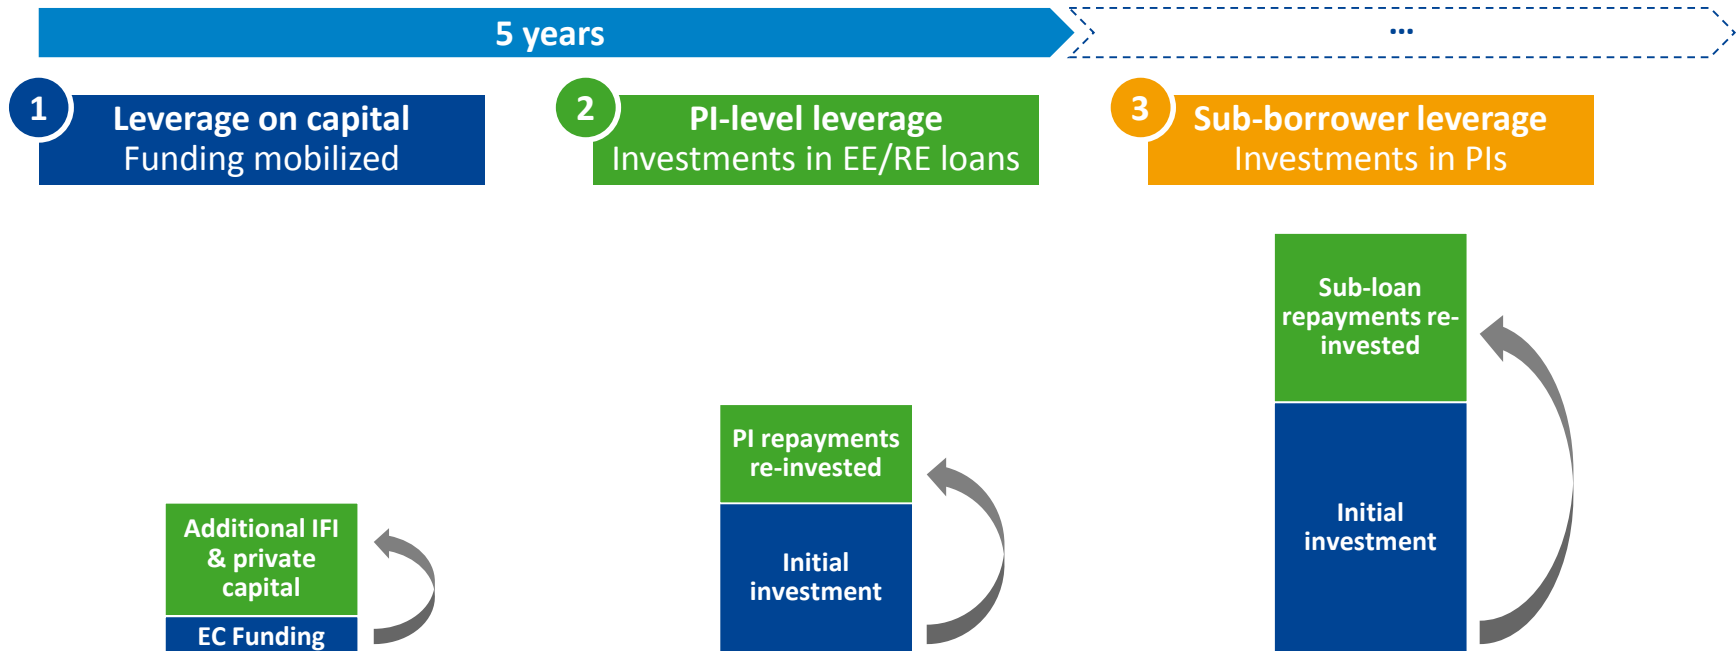 5 years
...
1
Leverage on capital
Funding mobilized
2
PI-level leverage
Investments in EE/RE loans
3
Sub-borrower leverage
Investments in PIs
Additional IFI
& private
capital
EC Funding
PI repayments
re-invested
Initial
investment
Sub-loan
repayments re-
invested
Initial
investment